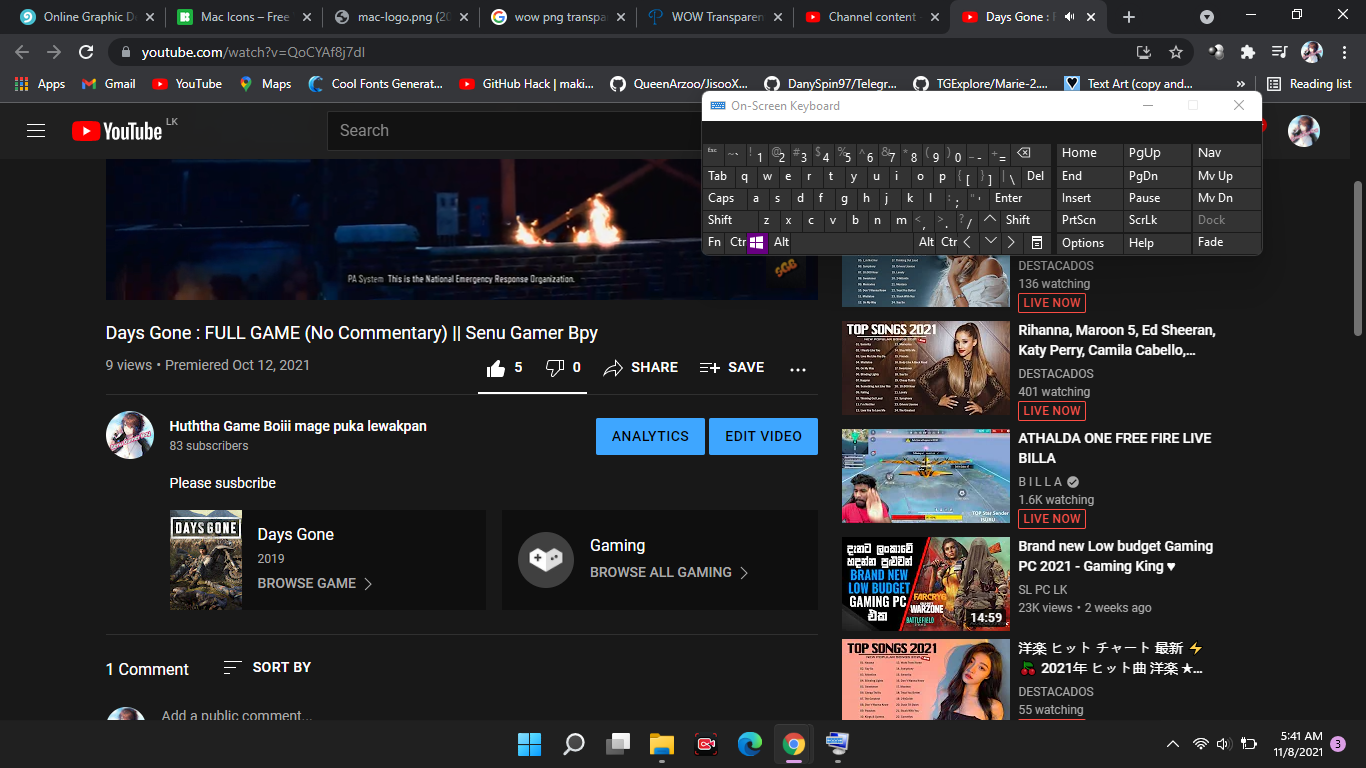 Online Graphic De
Mac Icons – Free
mac-logo.png (20
wow png transpa
WOW Transparen
Channel content
Days Gone : F
youtube.com/watch?v=QoCYAf8j7dI
Apps
Gmail
YouTube
Maps
Cool Fonts Generat...
GitHub Hack | maki...
QueenArzoo/JisooX...
DanySpin97/Telegr...
TGExplore/Marie-2....
Text Art (copy and...
»
Reading list
YouTube LK
Search
On-Screen Keyboard
Esc ~` !1 @2 #3 $4 %5 ^6 &7 *8 (9 )0 _- += Home PgUp Nav
Tab q w e r t y u i o p {[ }] |\ Del End PgDn Mv Up
Caps a s d f g h j k l :; "' Enter Insert Pause Mv Dn
Shift z x c v b n m <, >. ?/ Shift PrtScn ScrLk Dock
Fn Ctr Alt Alt Ctr Options Help Fade
PA System This is the National Emergency Response Organization.
Days Gone : FULL GAME (No Commentary) || Senu Gamer Bpy
9 views • Premiered Oct 12, 2021
5
0
SHARE
SAVE
Huththa Game Boiii mage puka lewakpan
83 subscribers
ANALYTICS
EDIT VIDEO
Please susbcribe
DAYS GONE
Days Gone
2019
BROWSE GAME
Gaming
BROWSE ALL GAMING
1 Comment
SORT BY
Add a public comment...
DESTACADOS
136 watching
LIVE NOW
TOP SONGS 2021
Rihanna, Maroon 5, Ed Sheeran,
Katy Perry, Camila Cabello,...
DESTACADOS
401 watching
LIVE NOW
ATHALDA ONE FREE FIRE LIVE
BILLA
B I L L A
1.6K watching
LIVE NOW
TOP Star Sender
දැනට ලංකාවේ
හදන්න පුළුවන්
BRAND NEW
LOW BUDGET
GAMING PC
එක
FARCRY6
WARZONE
BATTLEFIELD
14:59
Brand new Low budget Gaming
PC 2021 - Gaming King ♥
SL PC LK
23K views • 2 weeks ago
TOP SONGS 2021
洋楽 ヒット チャート 最新 ⚡
🍒 2021年 ヒット曲 洋楽 ★...
DESTACADOS
55 watching
5:41 AM
11/8/2021
3